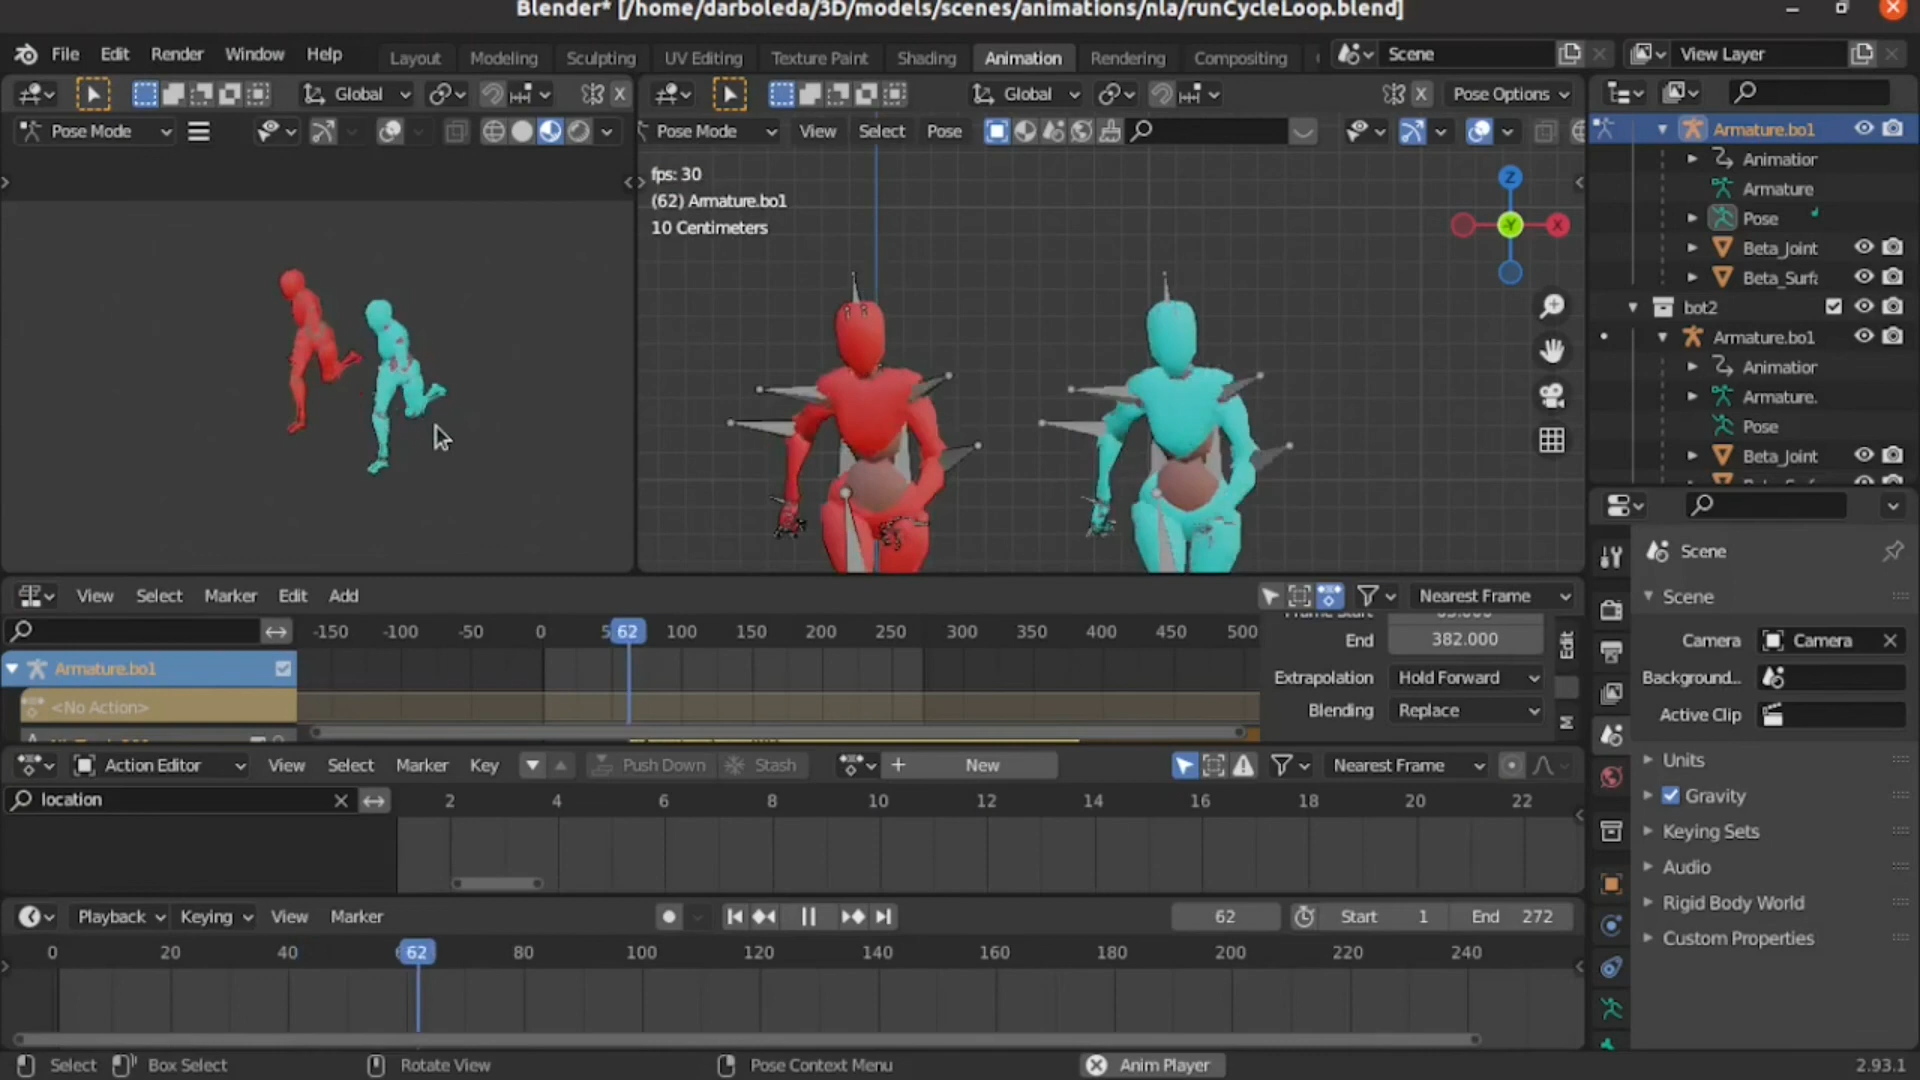 Blender* [/home/darboleda/3D/models/scenes/animations/nla/runCycleLoop.blend]
File Edit Render Window Help Layout Modeling Sculpting UV Editing Texture Paint Shading Animation Rendering Compositing Scene View Layer
Global Global Pose Options
Pose Mode Pose Mode View Select Pose
fps: 30
(62) Armature.bo1
10 Centimeters
Z
-Y
X
Armature.bo1
Animation
Armature
Pose
Beta_Joint
Beta_Surfa
bot2
Armature.bo1
Animation
Armature.
Pose
Beta_Joint
View Select Marker Edit Add Nearest Frame
-150 -100 -50 0 5 62 100 150 200 250 300 350 400 450 500
End 382.000
Edit
Armature.bo1
<No Action>
Extrapolation Hold Forward
Blending Replace
M
Action Editor View Select Marker Key Push Down Stash New Nearest Frame
location 2 4 6 8 10 12 14 16 18 20 22
Playback Keying View Marker 62 Start 1 End 272
0 20 40 62 80 100 120 140 160 180 200 220 240
Scene
Scene
Camera Camera
Background..
Active Clip
Units
Gravity
Keying Sets
Audio
Rigid Body World
Custom Properties
Select Box Select Rotate View Pose Context Menu Anim Player 2.93.1